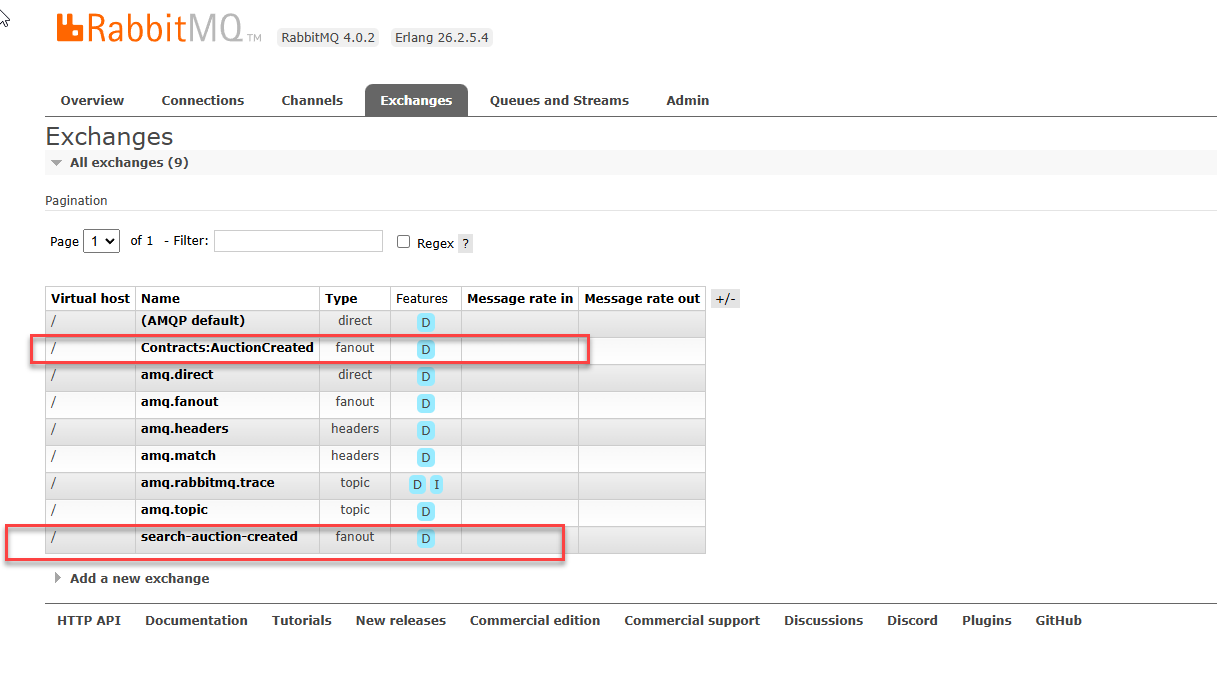 RabbitMQ TM RabbitMQ 4.0.2 Erlang 26.2.5.4
Overview Connections Channels Exchanges Queues and Streams Admin
Exchanges
All exchanges (9)
Pagination
Page 1 of 1 - Filter: Regex ?
Virtual host Name Type Features Message rate in Message rate out +/-
/ (AMQP default) direct D
/ Contracts:AuctionCreated fanout D
/ amq.direct direct D
/ amq.fanout fanout D
/ amq.headers headers D
/ amq.match headers D
/ amq.rabbitmq.trace topic D I
/ amq.topic topic D
/ search-auction-created fanout D
Add a new exchange
HTTP API Documentation Tutorials New releases Commercial edition Commercial support Discussions Discord Plugins GitHub